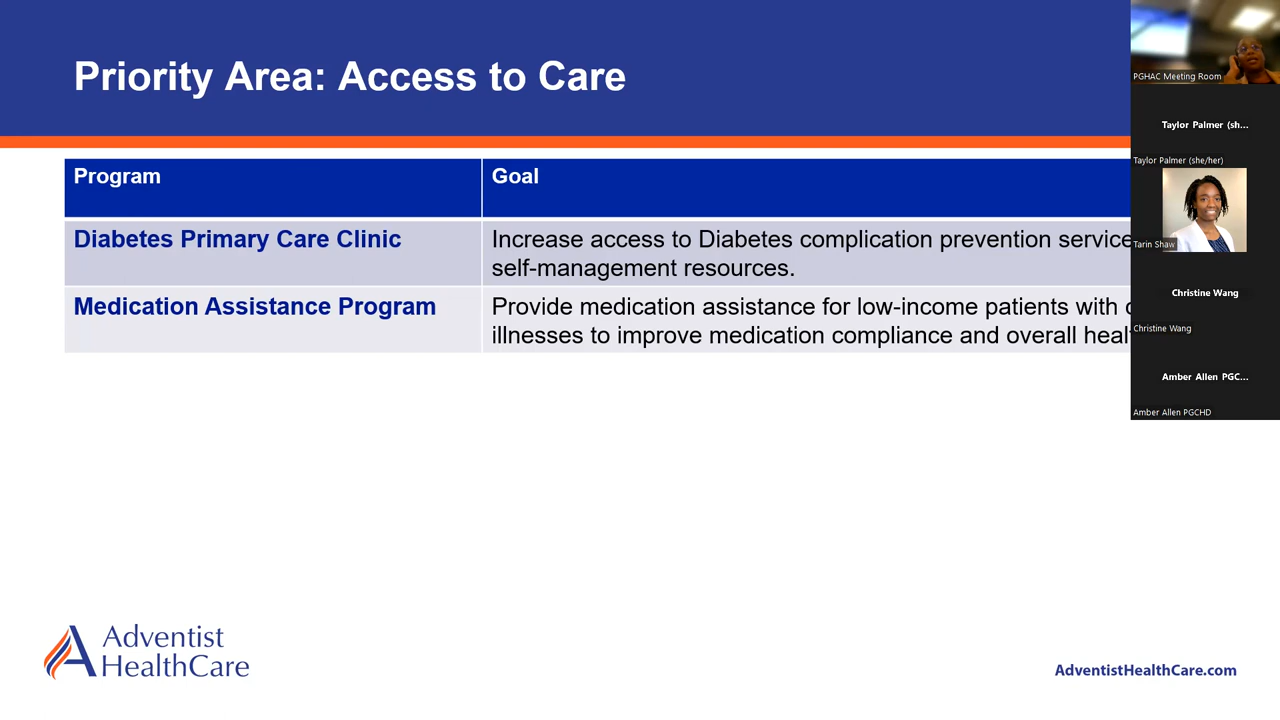 Priority Area: Access to Care
Program
Goal
Diabetes Primary Care Clinic
Increase access to Diabetes complication prevention
self-management resources.
Medication Assistance Program
Provide medication assistance for low-income patients with
illnesses to improve medication compliance and overall
Adventist
HealthCare
AdventistHealthCare.com
PGHAC Meeting Room
Taylor Palmer (sh...
Taylor Palmer (she/her)
Tarin Shaw
Christine Wang
Christine Wang
Amber Allen PGC...
Amber Allen PGCHD